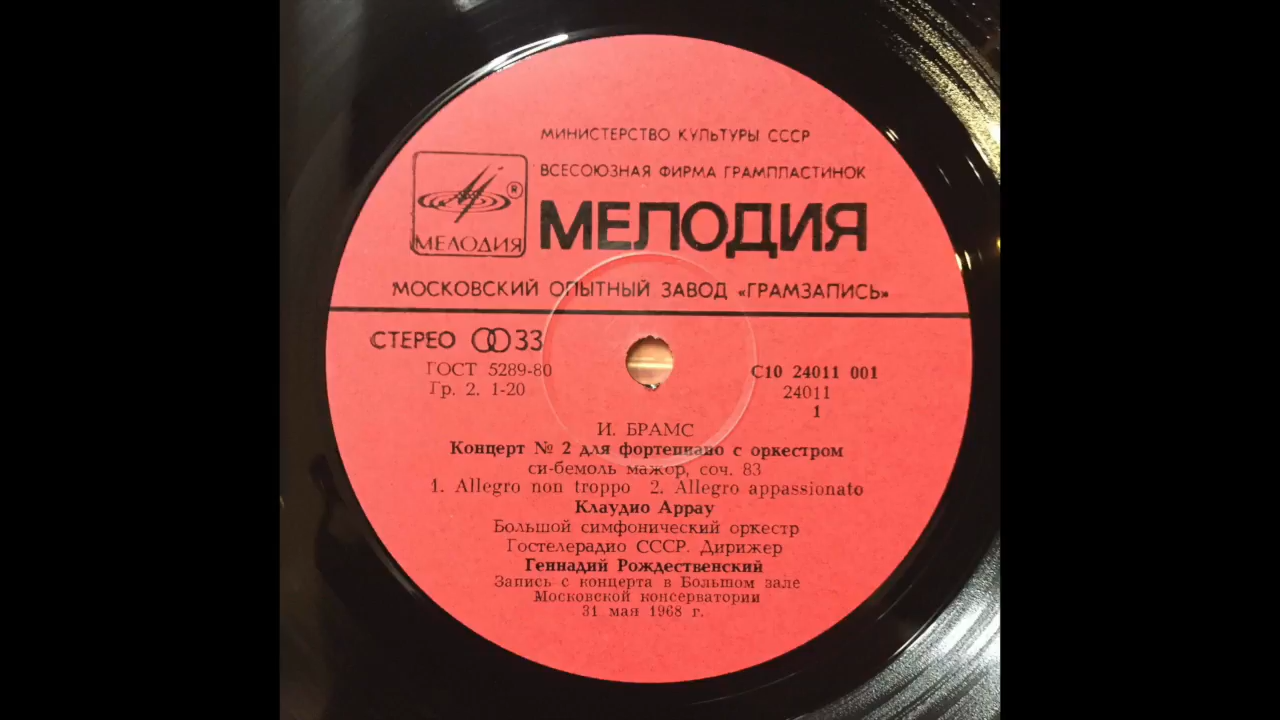 МИНИСТЕРСТВО КУЛЬТУРЫ СССР
ВСЕСОЮЗНАЯ ФИРМА ГРАМПЛАСТИНОК
®
МЕЛОДИЯ
МЕЛОДИЯ
МОСКОВСКИЙ ОПЫТНЫЙ ЗАВОД «ГРАМЗАПИСЬ»
СТЕРЕО 33
ГОСТ 5289-80
Гр. 2. 1-20
С10 24011 001
24011
1
И. БРАМС
Концерт № 2 для фортепиано с оркестром
си-бемоль мажор, соч. 83
1. Allegro non troppo 2. Allegro appassionato
Клаудио Аррау
Большой симфонический оркестр
Гостелерадио СССР. Дирижер
Геннадий Рождественский
Запись с концерта в Большом зале
Московской консерватории
31 мая 1968 г.